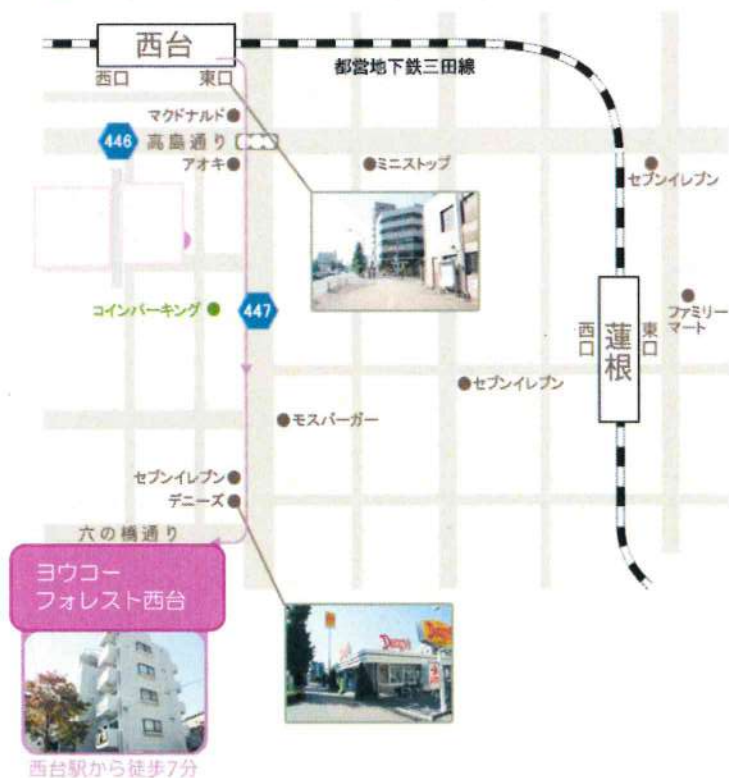 西台
都営地下鉄三田線
西口
東口
マクドナルド
446
高島通り
アオキ
ミニストップ
セブンイレブン
コインパーキング
447
ファミリー
マート
西口
蓮根
東口
セブンイレブン
モスバーガー
セブンイレブン
デニーズ
六の橋通り
ヨウコー
フォレスト西台
Denny's
西台駅から徒歩7分